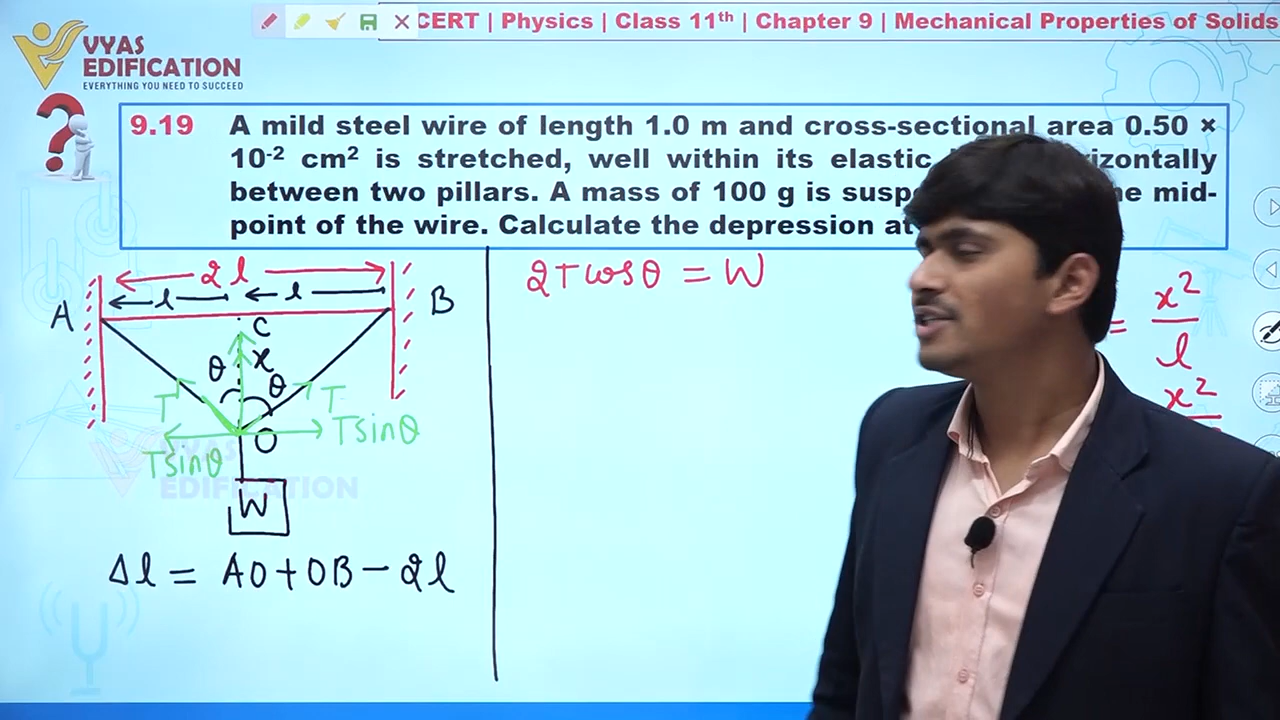 CERT | Physics | Class 11th | Chapter 9 | Mechanical Properties of Solids
VYAS
EDIFICATION
EVERYTHING YOU NEED TO SUCCEED
9.19 A mild steel wire of length 1.0 m and cross-sectional area 0.50 ×
10-2 cm2 is stretched, well within its elastic
between two pillars. A mass of 100 g is mid-
point of the wire. Calculate the depression at
2l
l l
A B
C
θ x θ
T T
O
Tsinθ
Tsinθ
W
EDIFICATION
Δl = AO + OB - 2l
2Tcosθ = W
= x²/l
x²